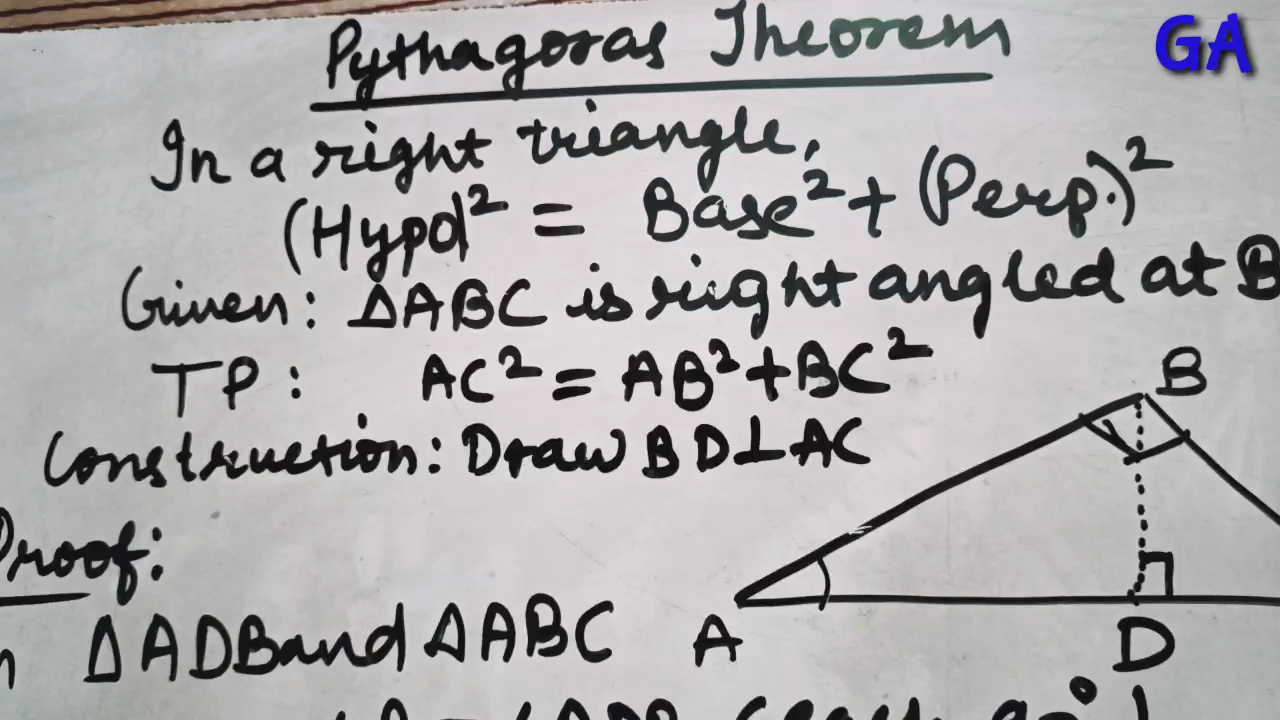 Pythagoras Theorem
GA
In a right triangle,
(Hypo)² = Base² + (Perp.)²
Given: ΔABC is right angled at B
TP: AC² = AB² + BC²
Construction: Draw BD⊥AC
B
Proof:
ΔADB and ΔABC
A
D